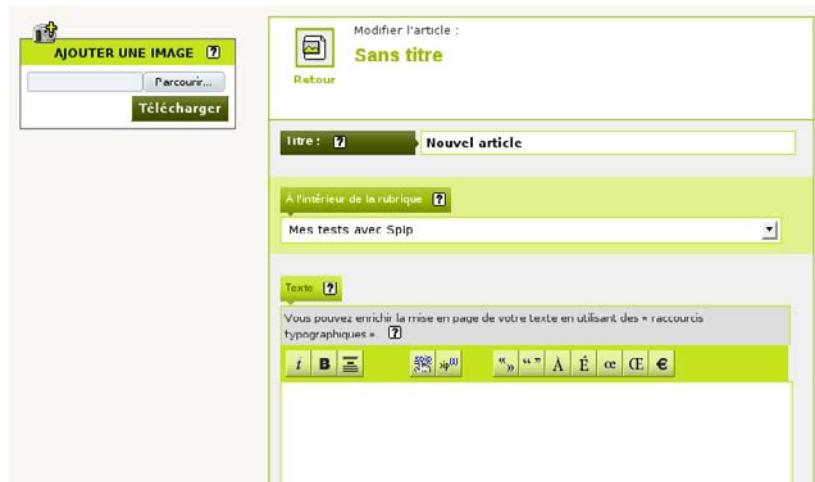 AJOUTER UNE IMAGE ?
Parcourir...
Télécharger
Modifier l'article :
Sans titre
Retour
Titre : ?
Nouvel article
À l'intérieur de la rubrique ?
Mes tests avec Spip
Texte ?
Vous pouvez enrichir la mise en page de votre texte en utilisant des « raccourcis
typographiques » ?
i B « » “ ” À É œ Œ €